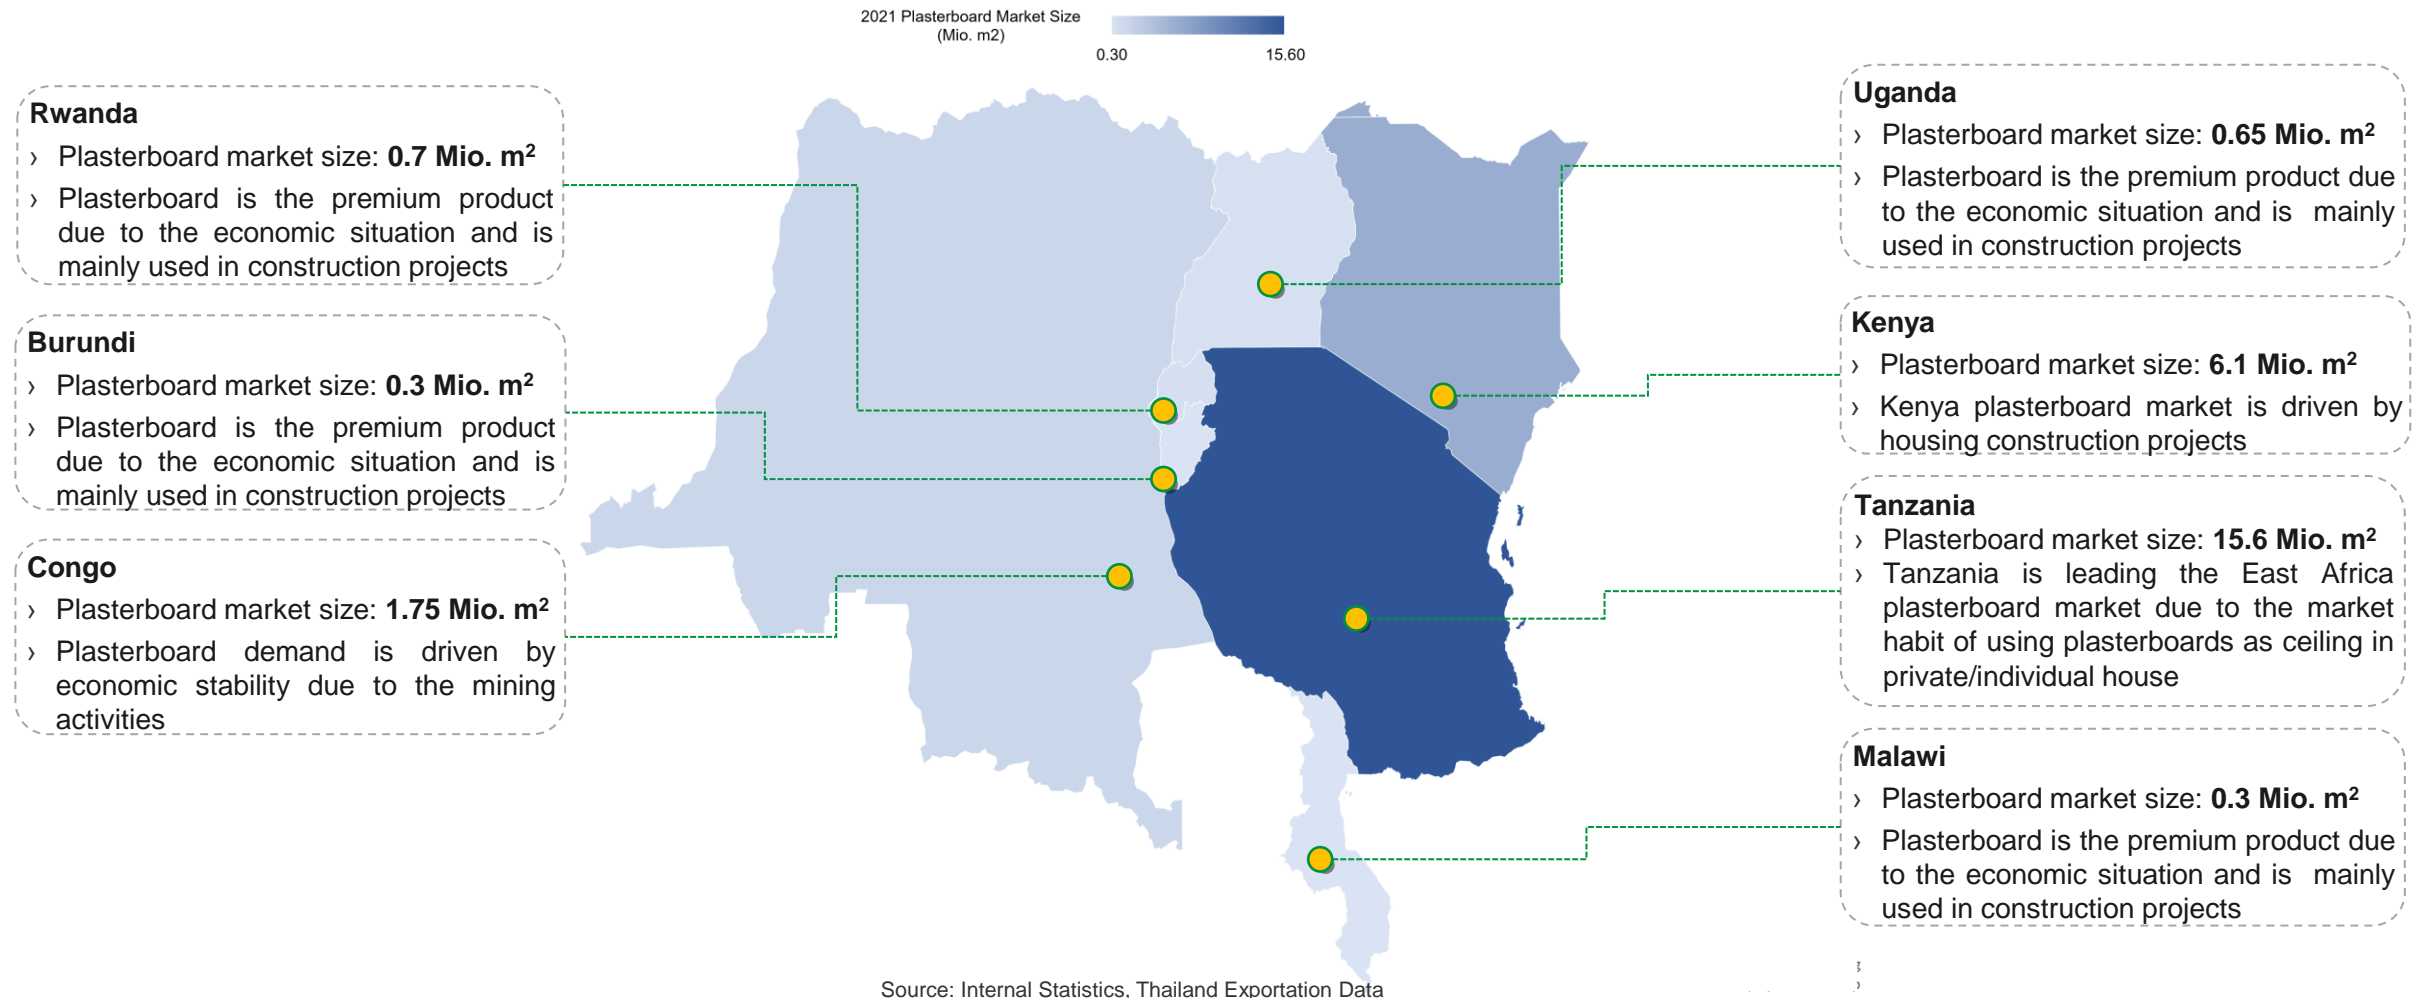 2021 Plasterboard Market Size
(Mio. m2)
0.30
15.60
Rwanda
› Plasterboard market size: 0.7 Mio. m²
› Plasterboard is the premium product
due to the economic situation and is
mainly used in construction projects
Burundi
› Plasterboard market size: 0.3 Mio. m²
› Plasterboard is the premium product
due to the economic situation and is
mainly used in construction projects
Congo
› Plasterboard market size: 1.75 Mio. m²
› Plasterboard demand is driven by
economic stability due to the mining
activities
Uganda
› Plasterboard market size: 0.65 Mio. m²
› Plasterboard is the premium product due
to the economic situation and is mainly
used in construction projects
Kenya
› Plasterboard market size: 6.1 Mio. m²
› Kenya plasterboard market is driven by
housing construction projects
Tanzania
› Plasterboard market size: 15.6 Mio. m²
› Tanzania is leading the East Africa
plasterboard market due to the market
habit of using plasterboards as ceiling in
private/individual house
Malawi
› Plasterboard market size: 0.3 Mio. m²
› Plasterboard is the premium product due
to the economic situation and is mainly
used in construction projects
Source: Internal Statistics, Thailand Exportation Data